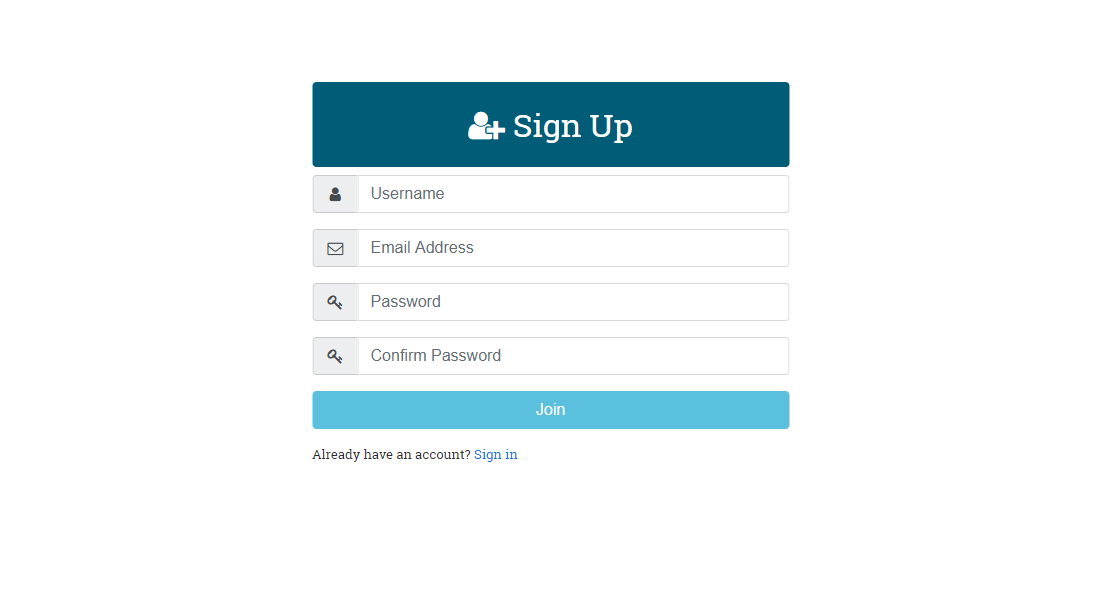 Sign Up
Username
Email Address
Password
Confirm Password
Join
Already have an account? Sign in